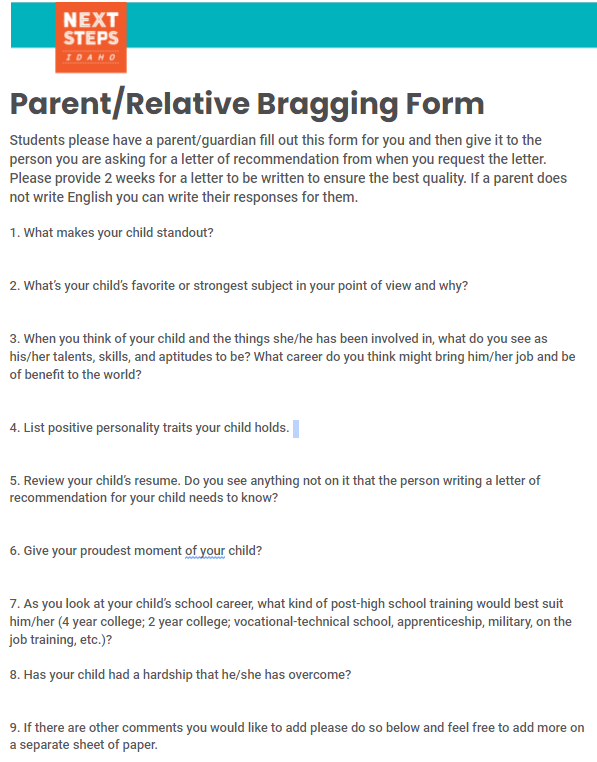 NEXT
STEPS
IDAHO
Parent/Relative Bragging Form
Students please have a parent/guardian fill out this form for you and then give it to the
person you are asking for a letter of recommendation from when you request the letter.
Please provide 2 weeks for a letter to be written to ensure the best quality. If a parent does
not write English you can write their responses for them.
1. What makes your child standout?
2. What's your child's favorite or strongest subject in your point of view and why?
3. When you think of your child and the things she/he has been involved in, what do you see as
his/her talents, skills, and aptitudes to be? What career do you think might bring him/her job and be
of benefit to the world?
4. List positive personality traits your child holds.
5. Review your child's resume. Do you see anything not on it that the person writing a letter of
recommendation for your child needs to know?
6. Give your proudest moment of your child?
7. As you look at your child's school career, what kind of post-high school training would best suit
him/her (4 year college; 2 year college; vocational-technical school, apprenticeship, military, on the
job training, etc.)?
8. Has your child had a hardship that he/she has overcome?
9. If there are other comments you would like to add please do so below and feel free to add more on
a separate sheet of paper.